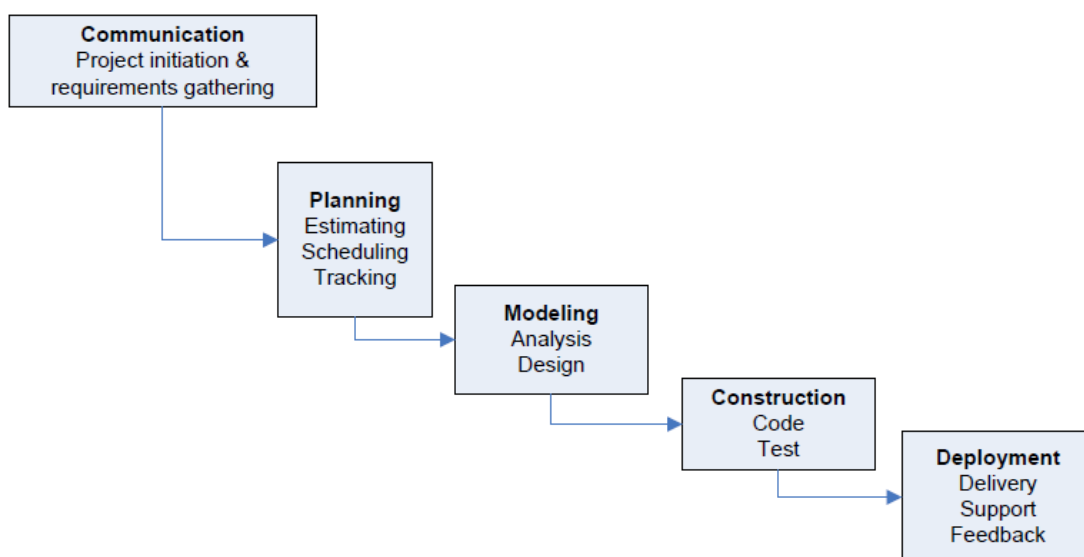 Communication
Project initiation &
requirements gathering
Planning
Estimating
Scheduling
Tracking
Modeling
Analysis
Design
Construction
Code
Test
Deployment
Delivery
Support
Feedback